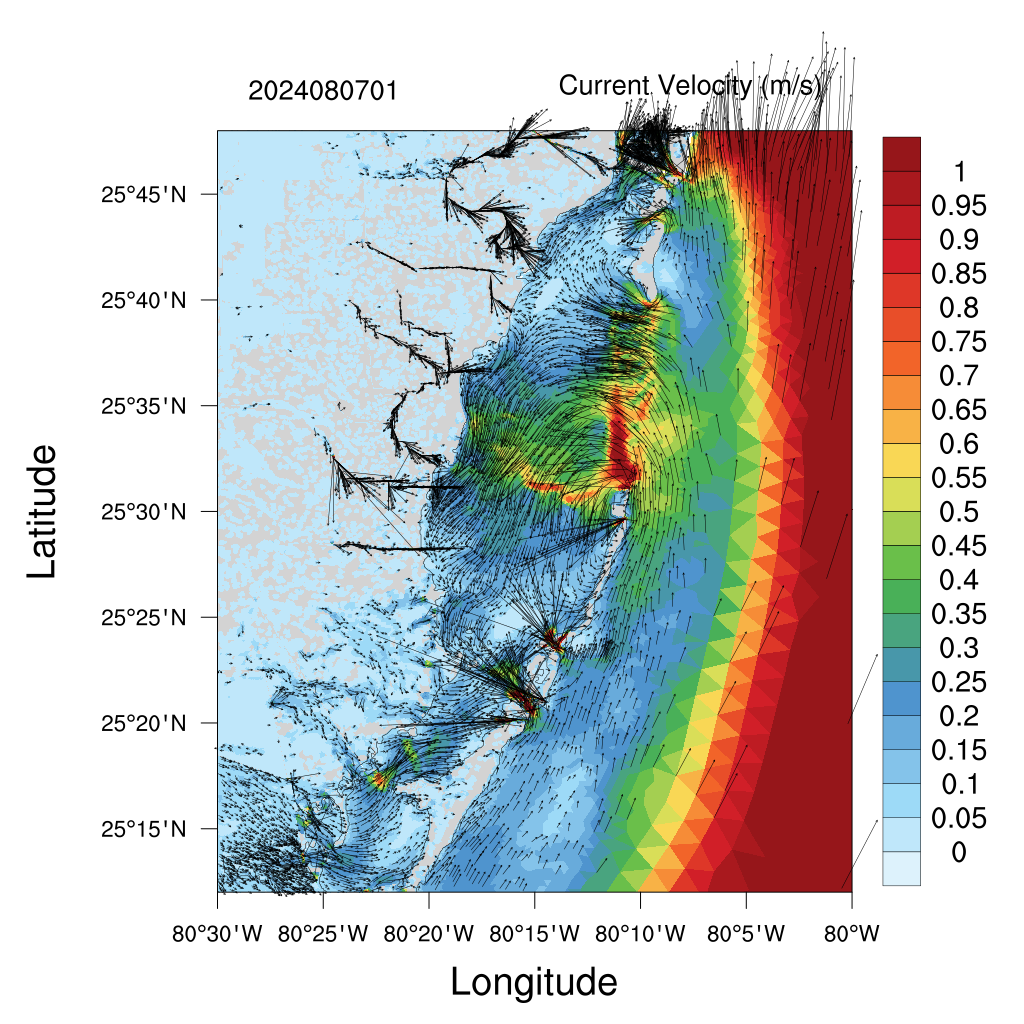 2024080701 Current Velocity (m/s)
25°45'N
25°40'N
25°35'N
25°30'N
25°25'N
25°20'N
25°15'N
Latitude
80°30'W 80°25'W 80°20'W 80°15'W 80°10'W 80°5'W 80°W
Longitude
1
0.95
0.9
0.85
0.8
0.75
0.7
0.65
0.6
0.55
0.5
0.45
0.4
0.35
0.3
0.25
0.2
0.15
0.1
0.05
0